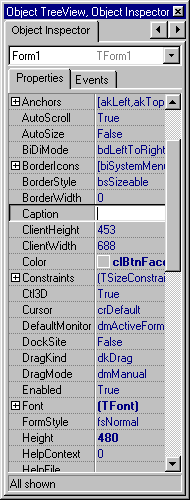 Object TreeView, Object Inspector
Object Inspector
Form1 TForm1
Properties Events
Anchors [akLeft,akTop
AutoScroll True
AutoSize False
BiDiMode bdLeftToRight
BorderIcons [biSystemMenu
BorderStyle bsSizeable
BorderWidth 0
Caption
ClientHeight 453
ClientWidth 688
Color clBtnFace
Constraints (TSizeConstrai
Ctl3D True
Cursor crDefault
DefaultMonitor dmActiveForm
DockSite False
DragKind dkDrag
DragMode dmManual
Enabled True
Font (TFont)
FormStyle fsNormal
Height 480
HelpContext 0
HelpFile
All shown